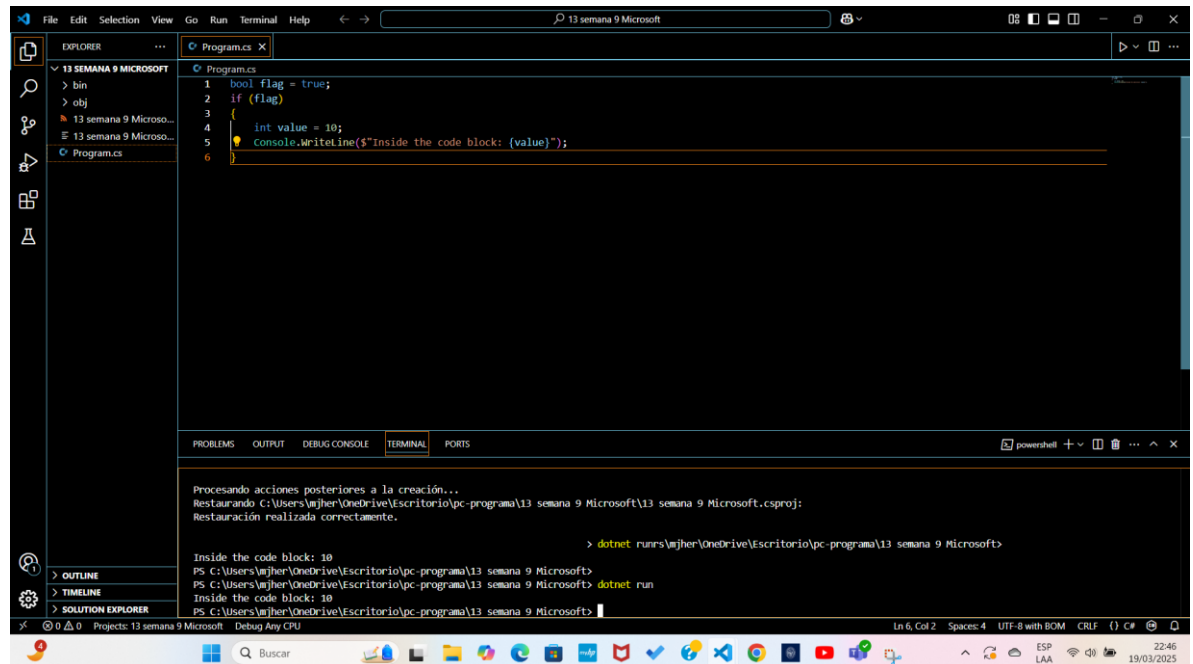 File Edit Selection View Go Run Terminal Help
13 semana 9 Microsoft
EXPLORER
Program.cs
13 SEMANA 9 MICROSOFT
bin
obj
13 semana 9 Microso...
13 semana 9 Microso...
Program.cs
Program.cs
1 bool flag = true;
2 if (flag)
3 {
4 int value = 10;
5 Console.WriteLine($"Inside the code block: {value}");
6 }
PROBLEMS OUTPUT DEBUG CONSOLE TERMINAL PORTS
powershell
Procesando acciones posteriores a la creación...
Restaurando C:\Users\mjher\OneDrive\Escritorio\pc-programa\13 semana 9 Microsoft\13 semana 9 Microsoft.csproj:
Restauración realizada correctamente.
> dotnet runrs\mjher\OneDrive\Escritorio\pc-programa\13 semana 9 Microsoft>
Inside the code block: 10
PS C:\Users\mjher\OneDrive\Escritorio\pc-programa\13 semana 9 Microsoft>
PS C:\Users\mjher\OneDrive\Escritorio\pc-programa\13 semana 9 Microsoft> dotnet run
Inside the code block: 10
PS C:\Users\mjher\OneDrive\Escritorio\pc-programa\13 semana 9 Microsoft>
OUTLINE
TIMELINE
SOLUTION EXPLORER
0 0 Projects: 13 semana 9 Microsoft Debug Any CPU
Ln 6, Col 2 Spaces: 4 UTF-8 with BOM CRLF {} C#
Buscar
ESP
LAA
22:46
19/03/2025